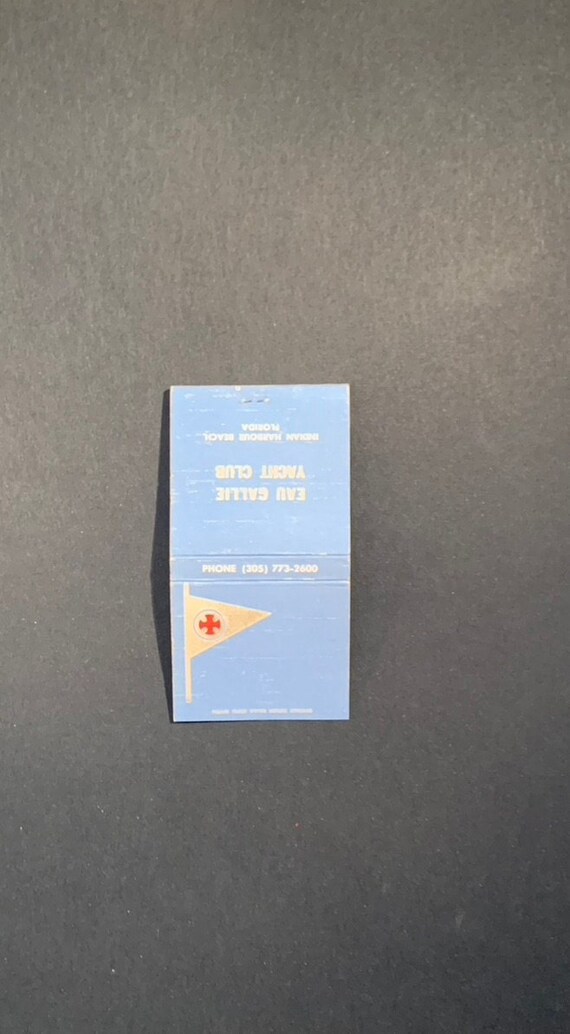 EAU GALLIE
YACHT CLUB
INDIAN HARBOUR BEACH,
FLORIDA
PHONE (305) 773-2600